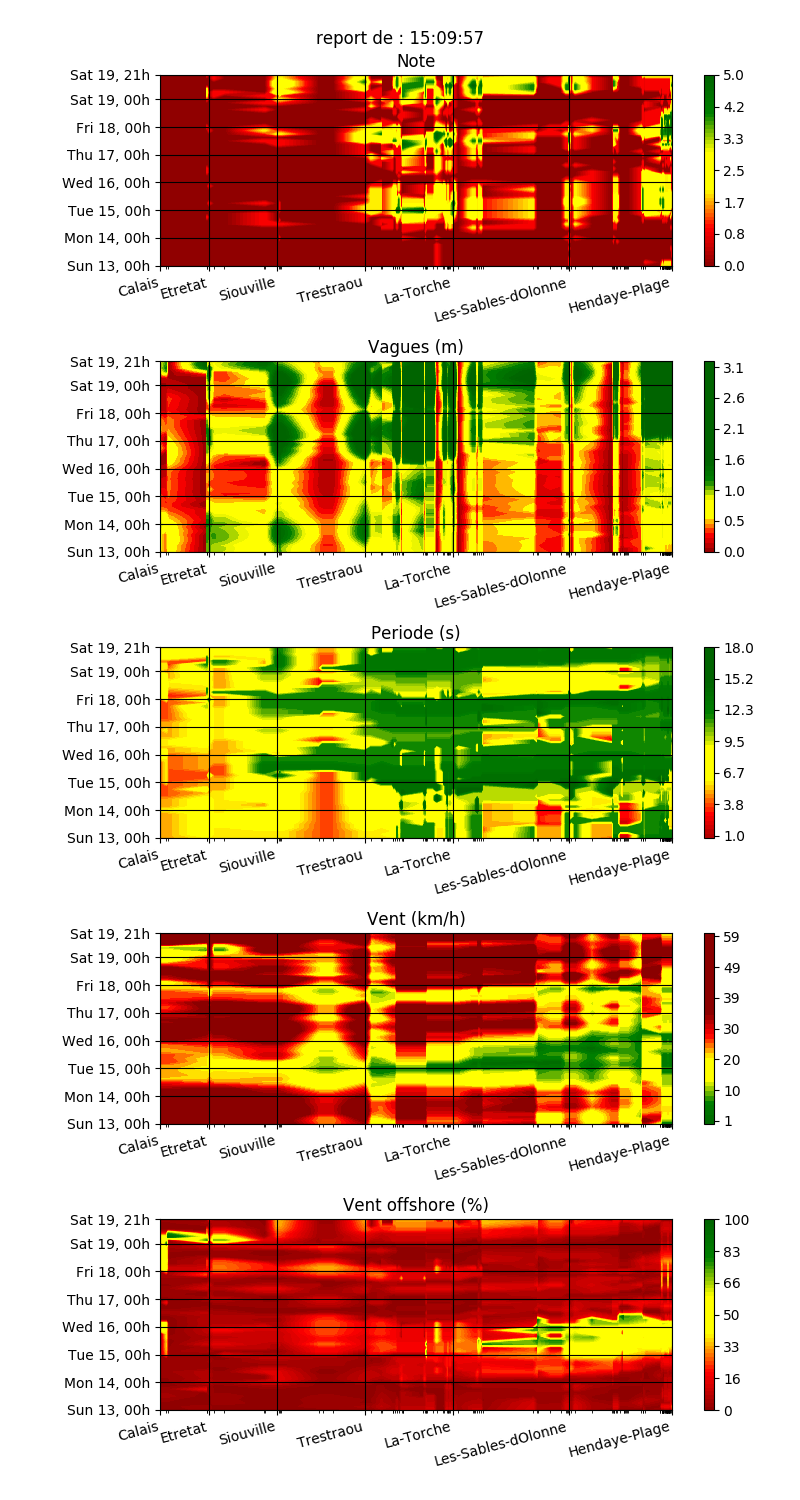 report de : 15:09:57
Note
Sat 19, 21h
Sat 19, 00h
Fri 18, 00h
Thu 17, 00h
Wed 16, 00h
Tue 15, 00h
Mon 14, 00h
Sun 13, 00h
Calais
Etretat
Siouville
Trestraou
La-Torche
Les-Sables-dOlonne
Hendaye-Plage
5.0
4.2
3.3
2.5
1.7
0.8
0.0
Vagues (m)
Sat 19, 21h
Sat 19, 00h
Fri 18, 00h
Thu 17, 00h
Wed 16, 00h
Tue 15, 00h
Mon 14, 00h
Sun 13, 00h
Calais
Etretat
Siouville
Trestraou
La-Torche
Les-Sables-dOlonne
Hendaye-Plage
3.1
2.6
2.1
1.6
1.0
0.5
0.0
Periode (s)
Sat 19, 21h
Sat 19, 00h
Fri 18, 00h
Thu 17, 00h
Wed 16, 00h
Tue 15, 00h
Mon 14, 00h
Sun 13, 00h
Calais
Etretat
Siouville
Trestraou
La-Torche
Les-Sables-dOlonne
Hendaye-Plage
18.0
15.2
12.3
9.5
6.7
3.8
1.0
Vent (km/h)
Sat 19, 21h
Sat 19, 00h
Fri 18, 00h
Thu 17, 00h
Wed 16, 00h
Tue 15, 00h
Mon 14, 00h
Sun 13, 00h
Calais
Etretat
Siouville
Trestraou
La-Torche
Les-Sables-dOlonne
Hendaye-Plage
59
49
39
30
20
10
1
Vent offshore (%)
Sat 19, 21h
Sat 19, 00h
Fri 18, 00h
Thu 17, 00h
Wed 16, 00h
Tue 15, 00h
Mon 14, 00h
Sun 13, 00h
Calais
Etretat
Siouville
Trestraou
La-Torche
Les-Sables-dOlonne
Hendaye-Plage
100
83
66
50
33
16
0